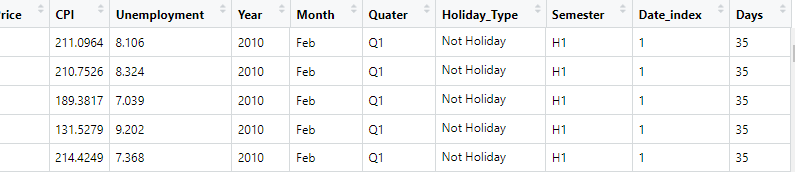 Price CPI Unemployment Year Month Quater Holiday_Type Semester Date_index Days
211.0964 8.106 2010 Feb Q1 Not Holiday H1 1 35
210.7526 8.324 2010 Feb Q1 Not Holiday H1 1 35
189.3817 7.039 2010 Feb Q1 Not Holiday H1 1 35
131.5279 9.202 2010 Feb Q1 Not Holiday H1 1 35
214.4249 7.368 2010 Feb Q1 Not Holiday H1 1 35